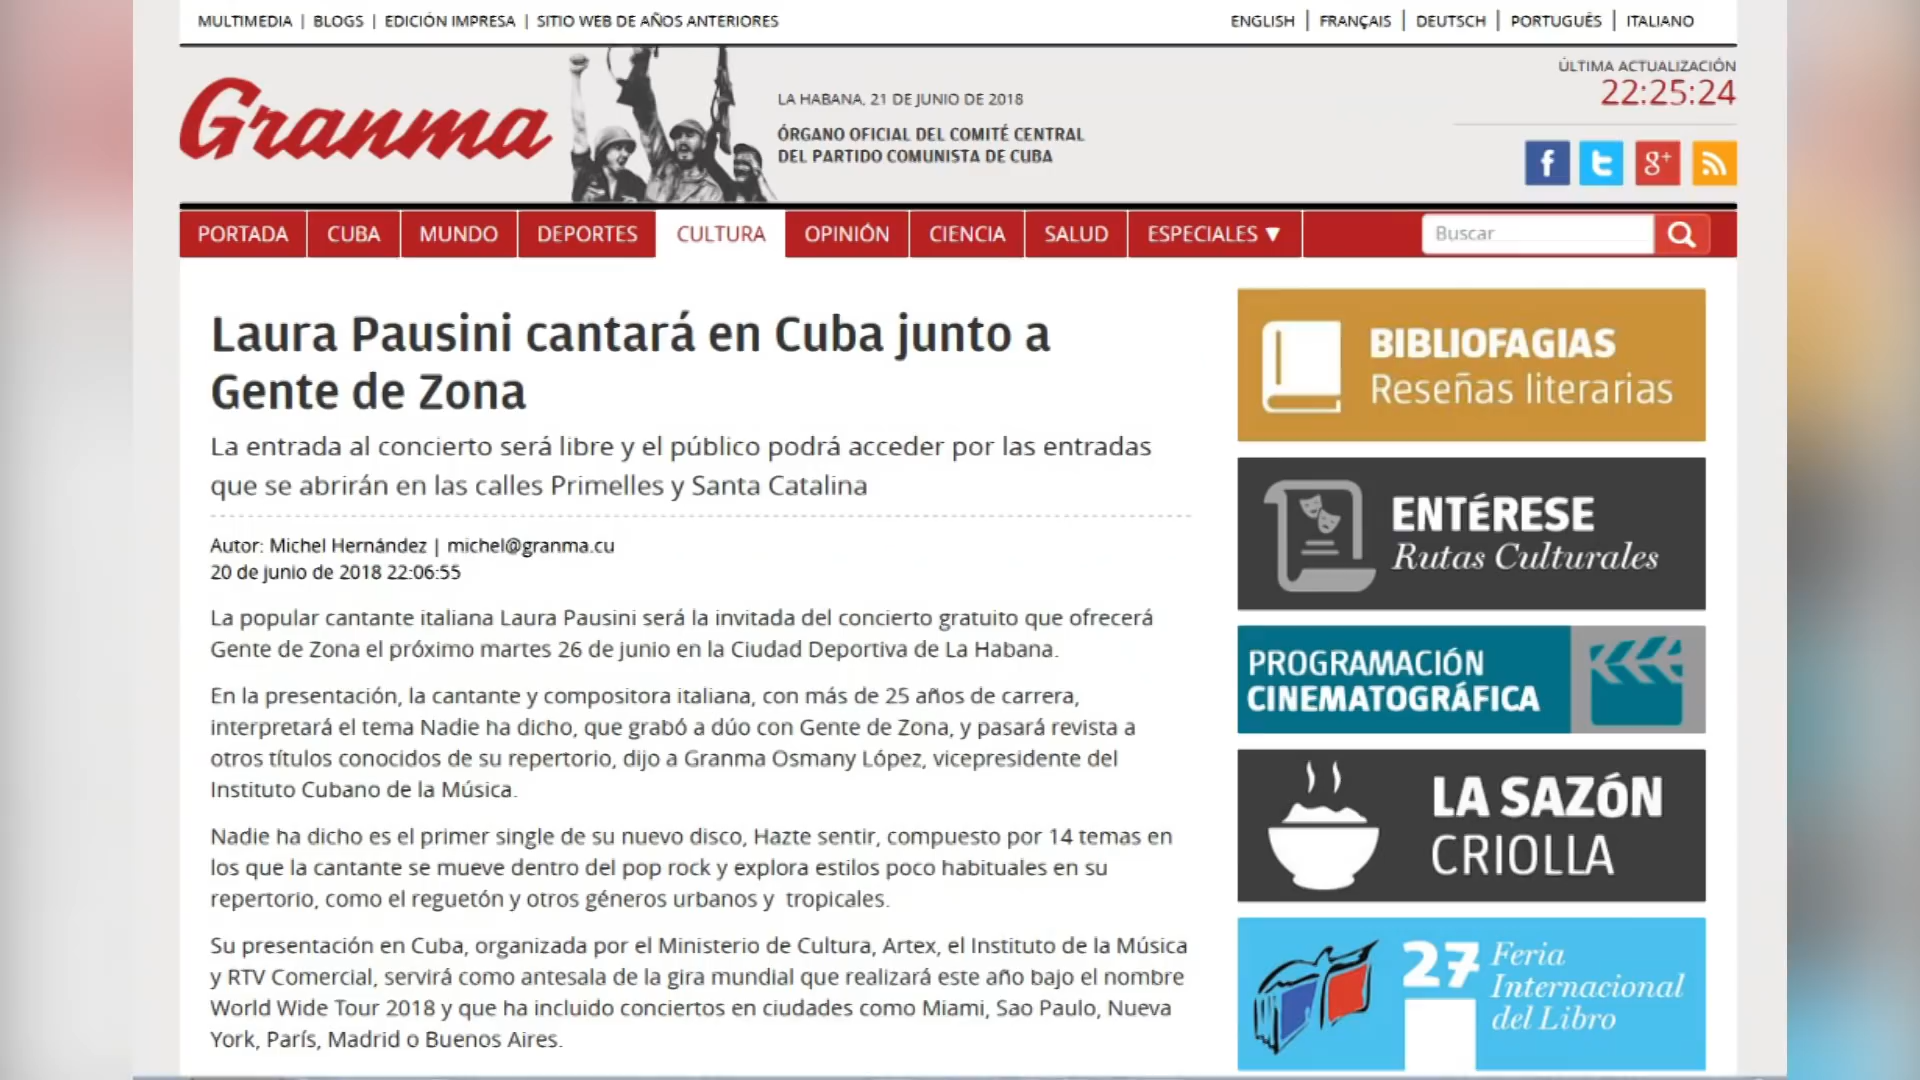 MULTIMEDIA | BLOGS | EDICIÓN IMPRESA | SITIO WEB DE AÑOS ANTERIORES
ENGLISH | FRANÇAIS | DEUTSCH | PORTUGUÊS | ITALIANO
Granma
LA HABANA, 21 DE JUNIO DE 2018
ÓRGANO OFICIAL DEL COMITÉ CENTRAL
DEL PARTIDO COMUNISTA DE CUBA
ÚLTIMA ACTUALIZACIÓN
22:25:24
PORTADA CUBA MUNDO DEPORTES CULTURA OPINIÓN CIENCIA SALUD ESPECIALES ▼ Buscar
Laura Pausini cantará en Cuba junto a
Gente de Zona
La entrada al concierto será libre y el público podrá acceder por las entradas
que se abrirán en las calles Primelles y Santa Catalina
Autor: Michel Hernández | michel@granma.cu
20 de junio de 2018 22:06:55
La popular cantante italiana Laura Pausini será la invitada del concierto gratuito que ofrecerá
Gente de Zona el próximo martes 26 de junio en la Ciudad Deportiva de La Habana.
En la presentación, la cantante y compositora italiana, con más de 25 años de carrera,
interpretará el tema Nadie ha dicho, que grabó a dúo con Gente de Zona, y pasará revista a
otros títulos conocidos de su repertorio, dijo a Granma Osmany López, vicepresidente del
Instituto Cubano de la Música.
Nadie ha dicho es el primer single de su nuevo disco, Hazte sentir, compuesto por 14 temas en
los que la cantante se mueve dentro del pop rock y explora estilos poco habituales en su
repertorio, como el reguetón y otros géneros urbanos y tropicales.
Su presentación en Cuba, organizada por el Ministerio de Cultura, Artex, el Instituto de la Música
y RTV Comercial, servirá como antesala de la gira mundial que realizará este año bajo el nombre
World Wide Tour 2018 y que ha incluido conciertos en ciudades como Miami, Sao Paulo, Nueva
York, París, Madrid o Buenos Aires.
BIBLIOFAGIAS
Reseñas literarias
ENTÉRESE
Rutas Culturales
PROGRAMACIÓN
CINEMATOGRÁFICA
LA SAZÓN
CRIOLLA
27 Feria
Internacional
del Libro